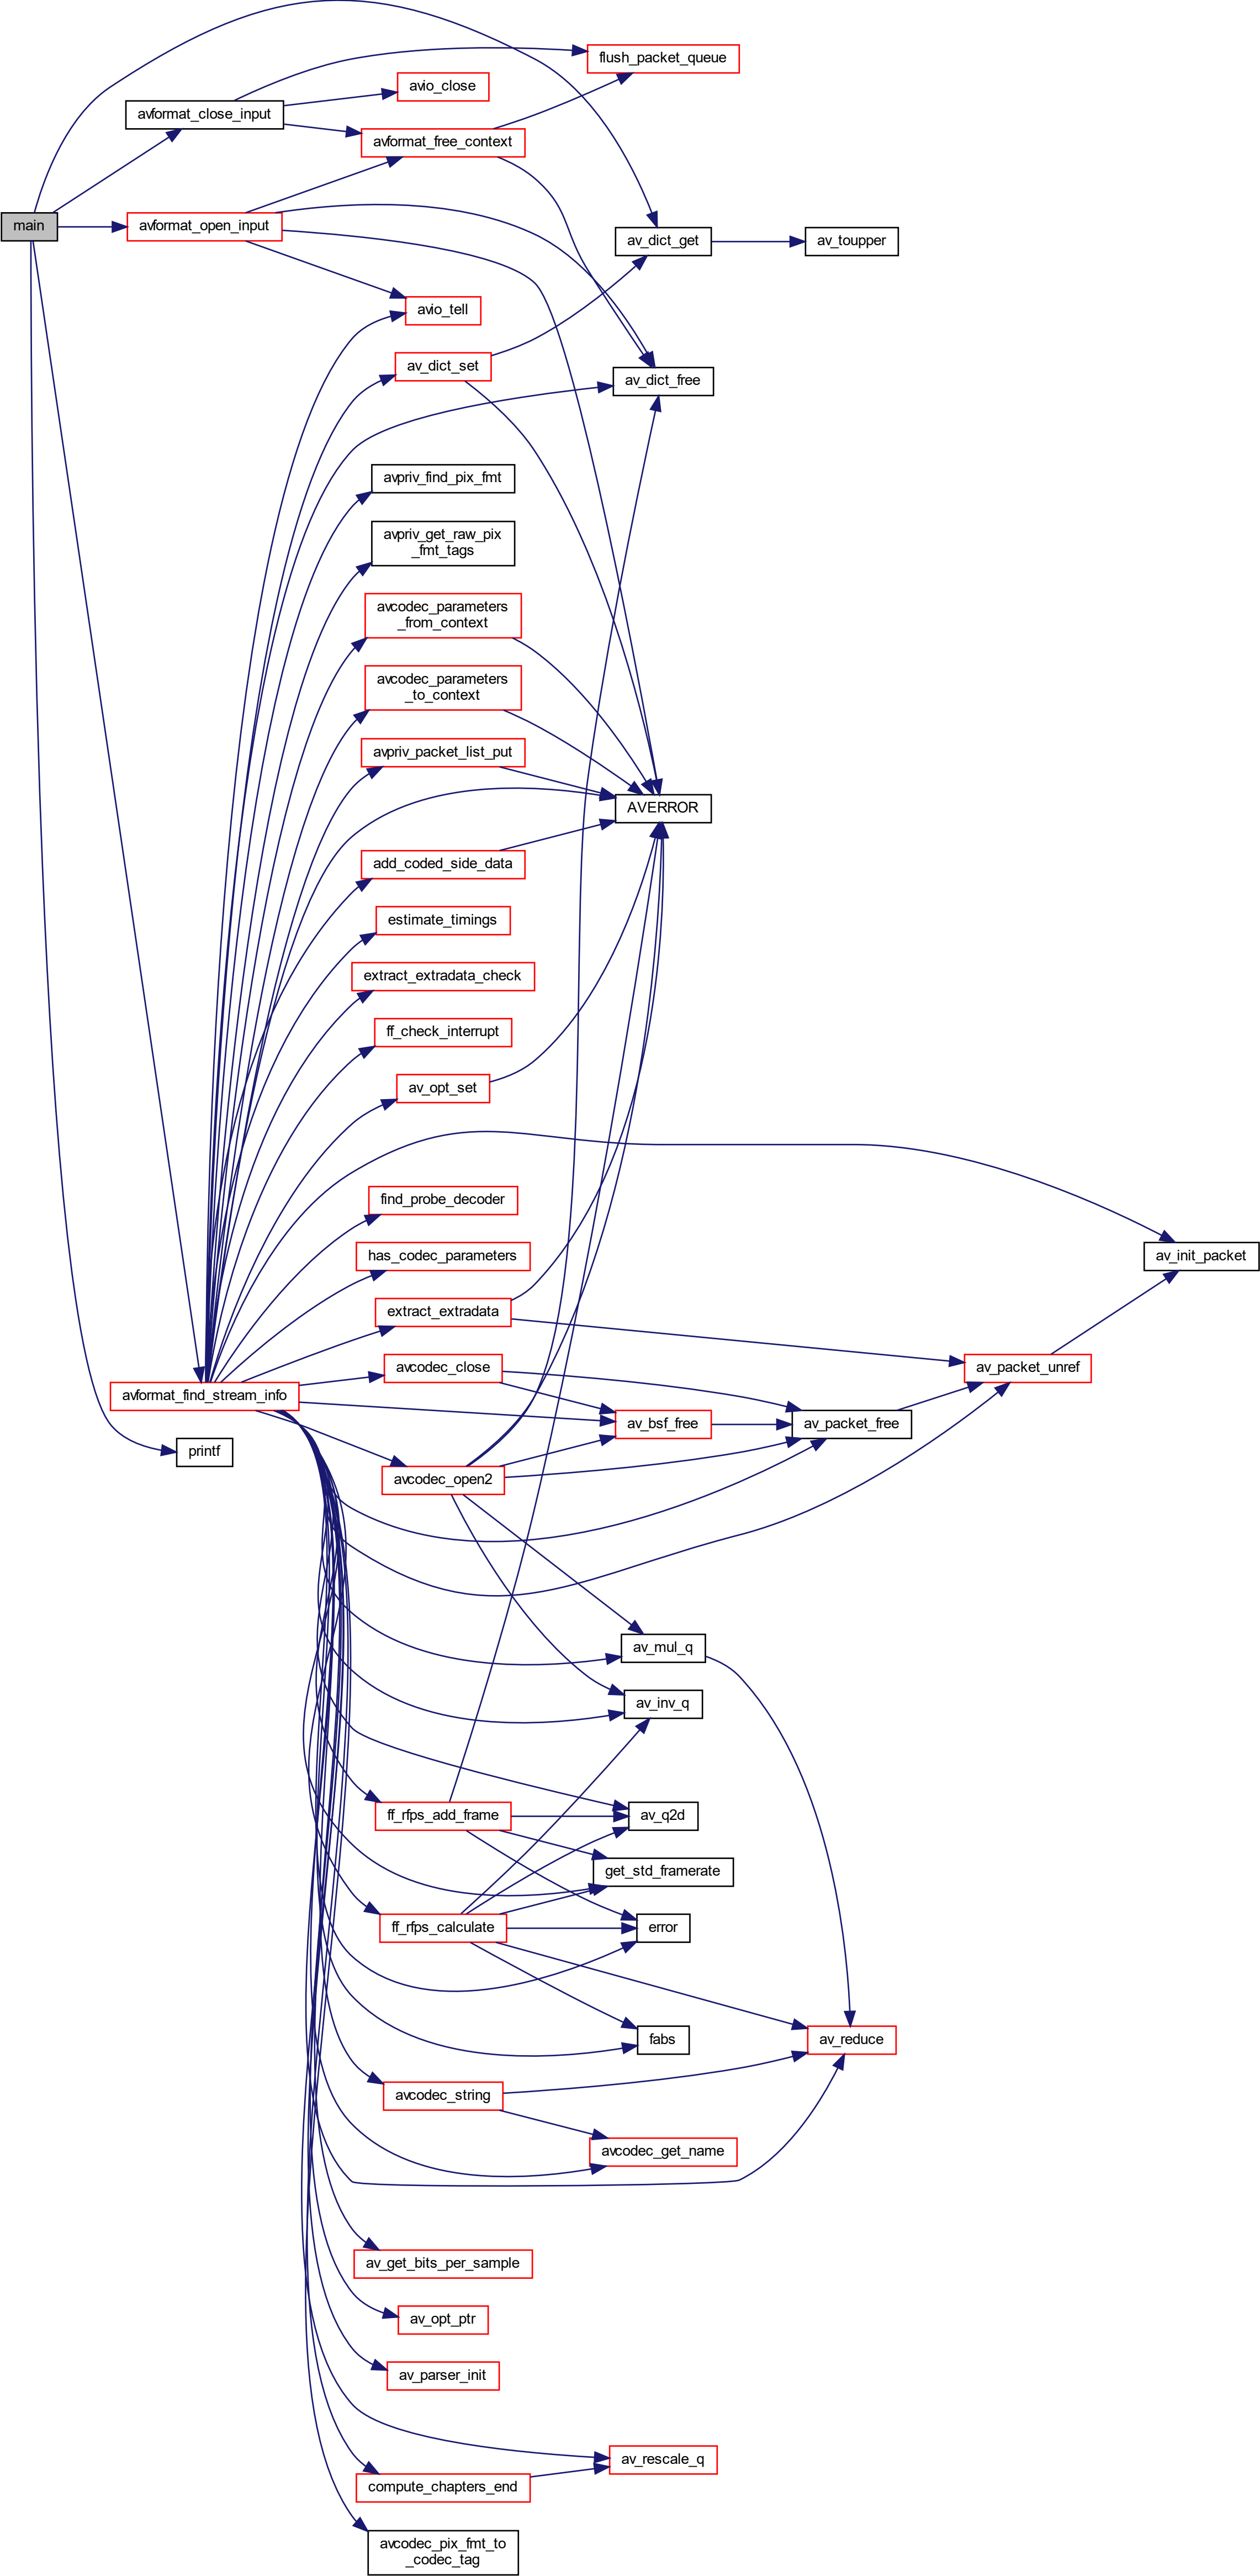 flush_packet_queue
avio_close
avformat_close_input
avformat_free_context
main
avformat_open_input
av_dict_get
av_toupper
avio_tell
av_dict_set
av_dict_free
avpriv_find_pix_fmt
avpriv_get_raw_pix
_fmt_tags
avcodec_parameters
_from_context
avcodec_parameters
_to_context
avpriv_packet_list_put
AVERROR
add_coded_side_data
estimate_timings
extract_extradata_check
ff_check_interrupt
av_opt_set
find_probe_decoder
has_codec_parameters
av_init_packet
extract_extradata
avcodec_close
av_packet_unref
avformat_find_stream_info
av_bsf_free
av_packet_free
printf
avcodec_open2
av_mul_q
av_inv_q
ff_rfps_add_frame
av_q2d
get_std_framerate
ff_rfps_calculate
error
fabs
av_reduce
avcodec_string
avcodec_get_name
av_get_bits_per_sample
av_opt_ptr
av_parser_init
av_rescale_q
compute_chapters_end
avcodec_pix_fmt_to
_codec_tag